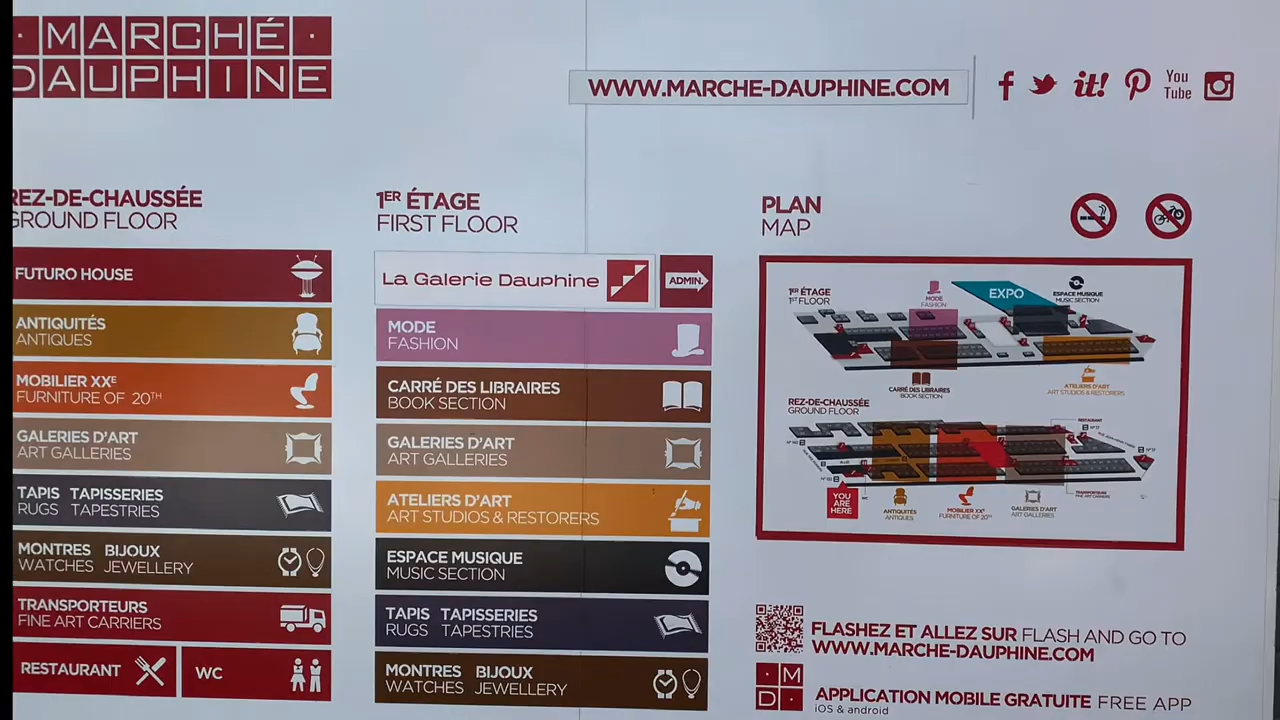 · MARCHÉ ·
DAUPHINE
WWW.MARCHE-DAUPHINE.COM
f
it!
You
Tube
REZ-DE-CHAUSSÉE
GROUND FLOOR
FUTURO HOUSE
ANTIQUITÉS
ANTIQUES
MOBILIER XXE
FURNITURE OF 20TH
GALERIES D'ART
ART GALLERIES
TAPIS TAPISSERIES
RUGS TAPESTRIES
MONTRES BIJOUX
WATCHES JEWELLERY
TRANSPORTEURS
FINE ART CARRIERS
RESTAURANT
WC
1ER ÉTAGE
FIRST FLOOR
La Galerie Dauphine
ADMIN.
MODE
FASHION
CARRÉ DES LIBRAIRES
BOOK SECTION
GALERIES D'ART
ART GALLERIES
ATELIERS D'ART
ART STUDIOS & RESTORERS
ESPACE MUSIQUE
MUSIC SECTION
TAPIS TAPISSERIES
RUGS TAPESTRIES
MONTRES BIJOUX
WATCHES JEWELLERY
PLAN
MAP
1ER ÉTAGE
1ST FLOOR
MODE
FASHION
EXPO
ESPACE MUSIQUE
MUSIC SECTION
CARRÉ DES LIBRAIRES
BOOK SECTION
ATELIERS D'ART
ART STUDIOS & RESTORERS
REZ-DE-CHAUSSÉE
GROUND FLOOR
RESTAURANT
YOU
ARE
HERE
ANTIQUITÉS
ANTIQUES
MOBILIER XXE
FURNITURE OF 20TH
GALERIES D'ART
ART GALLERIES
TRANSPORTEURS
FINE ART CARRIERS
FLASHEZ ET ALLEZ SUR FLASH AND GO TO
WWW.MARCHE-DAUPHINE.COM
M
D
APPLICATION MOBILE GRATUITE FREE APP
iOS & android